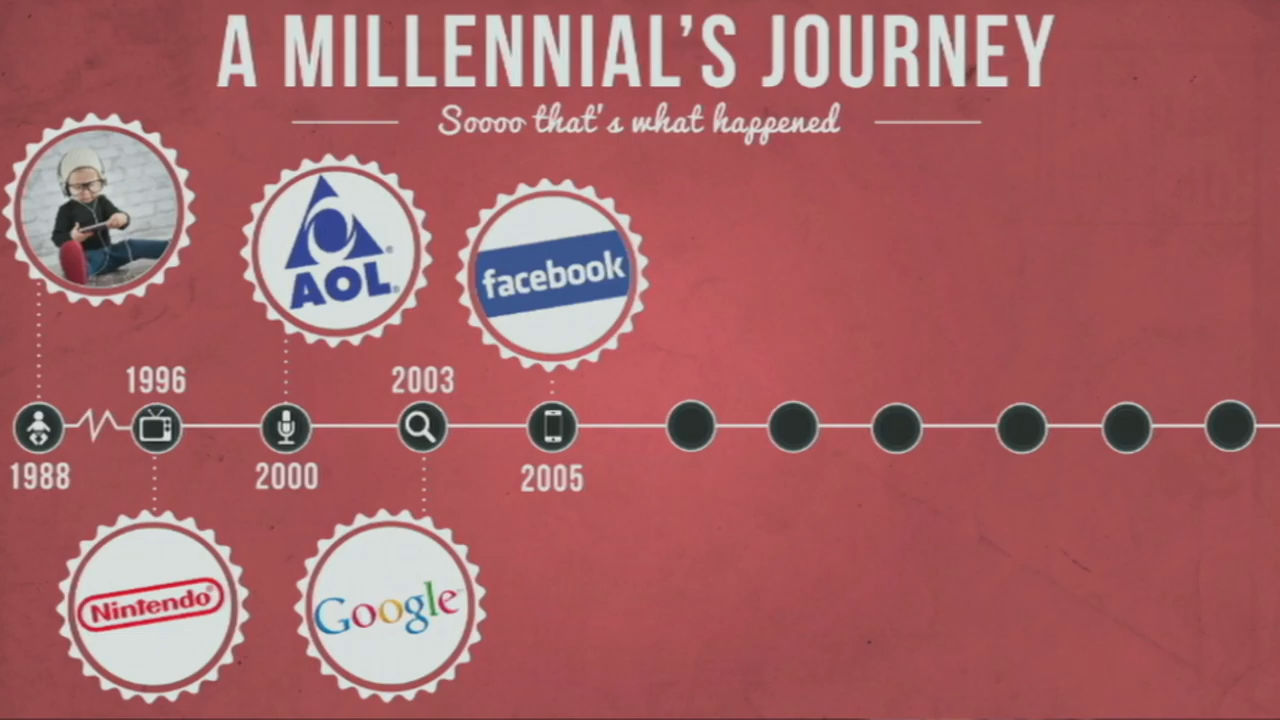 A MILLENNIAL'S JOURNEY
Soooo that's what happened
AOL
facebook
1996
2003
1988
2000
2005
Nintendo
Google